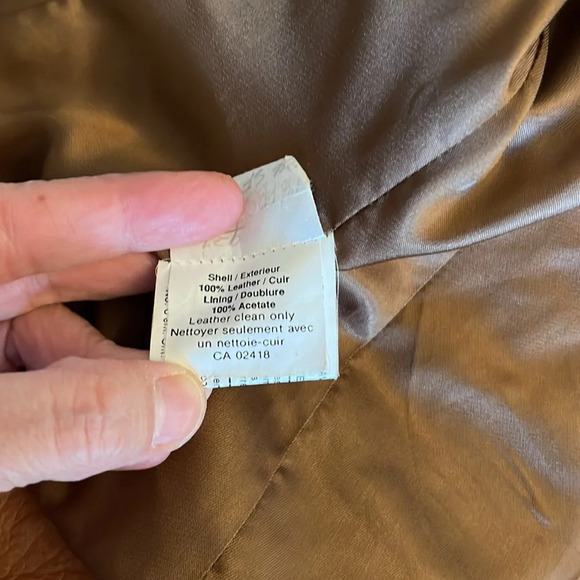 Shell / Exterieur
100% Leather / Cuir
Lining / Doublure
100% Acetate
Leather clean only
Nettoyer seulement avec
un nettoie-cuir
CA 02418